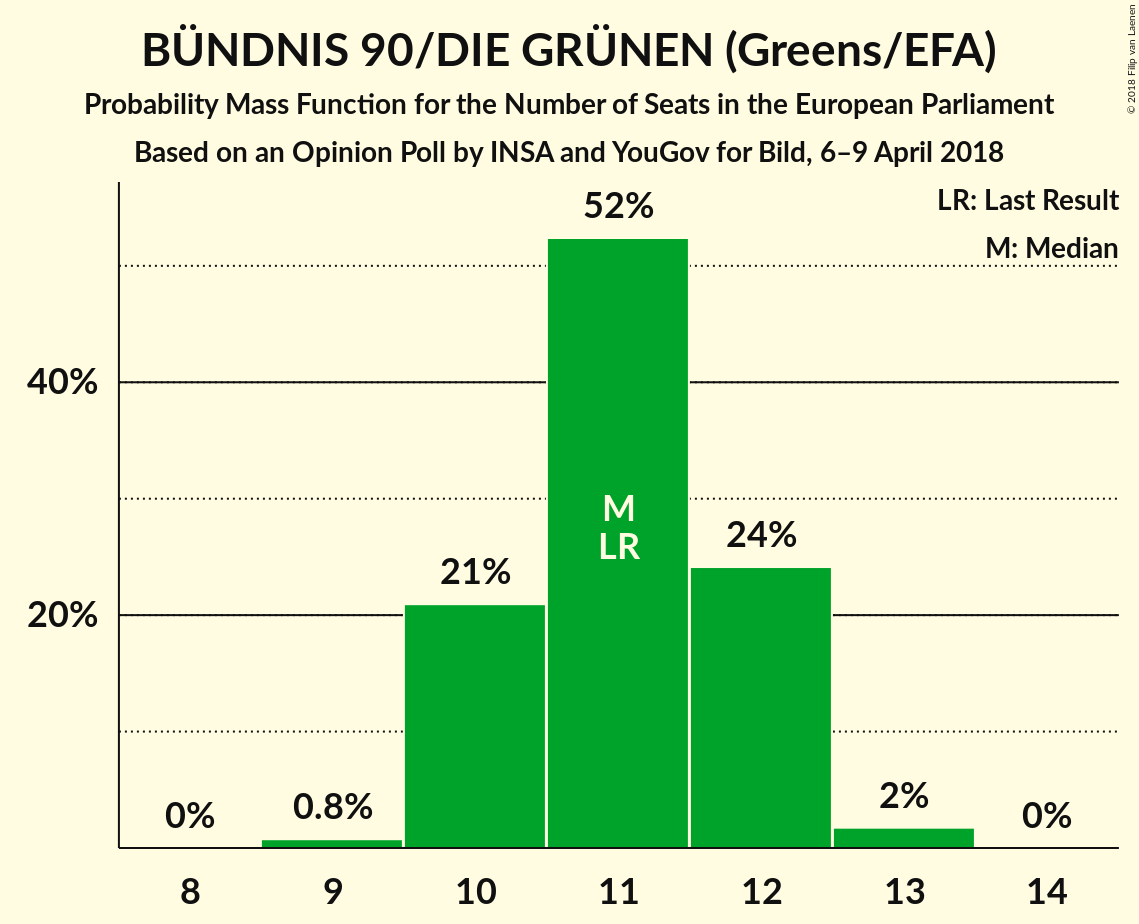 BÜNDNIS 90/DIE GRÜNEN (Greens/EFA)
Probability Mass Function for the Number of Seats in the European Parliament
Based on an Opinion Poll by INSA and YouGov for Bild, 6–9 April 2018
© 2018 Filip van Laenen
LR: Last Result
M: Median
52%
40%
M
LR
24%
21%
20%
2%
0.8%
0%
0%
8
9
10
11
12
13
14